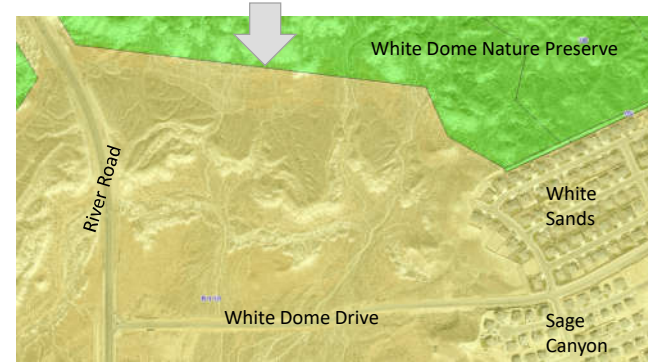 White Dome Nature Preserve
River Road
White
Sands
White Dome Drive
Sage
Canyon